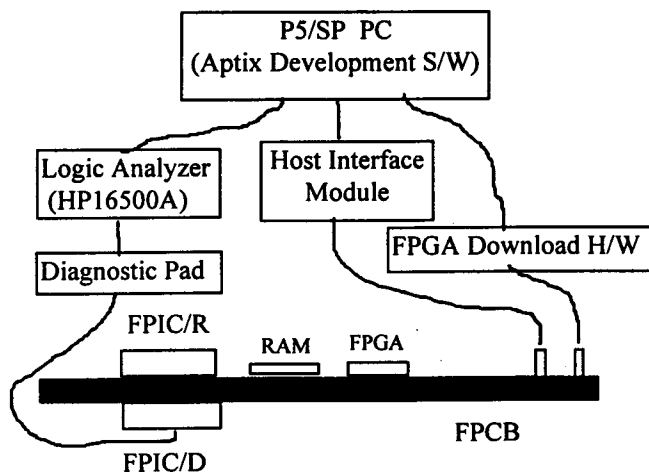 P5/SP PC
(Aptix Development S/W)
Logic Analyzer
(HP16500A)
Host Interface
Module
FPGA Download H/W
Diagnostic Pad
FPIC/R
RAM
FPGA
FPCB
FPIC/D